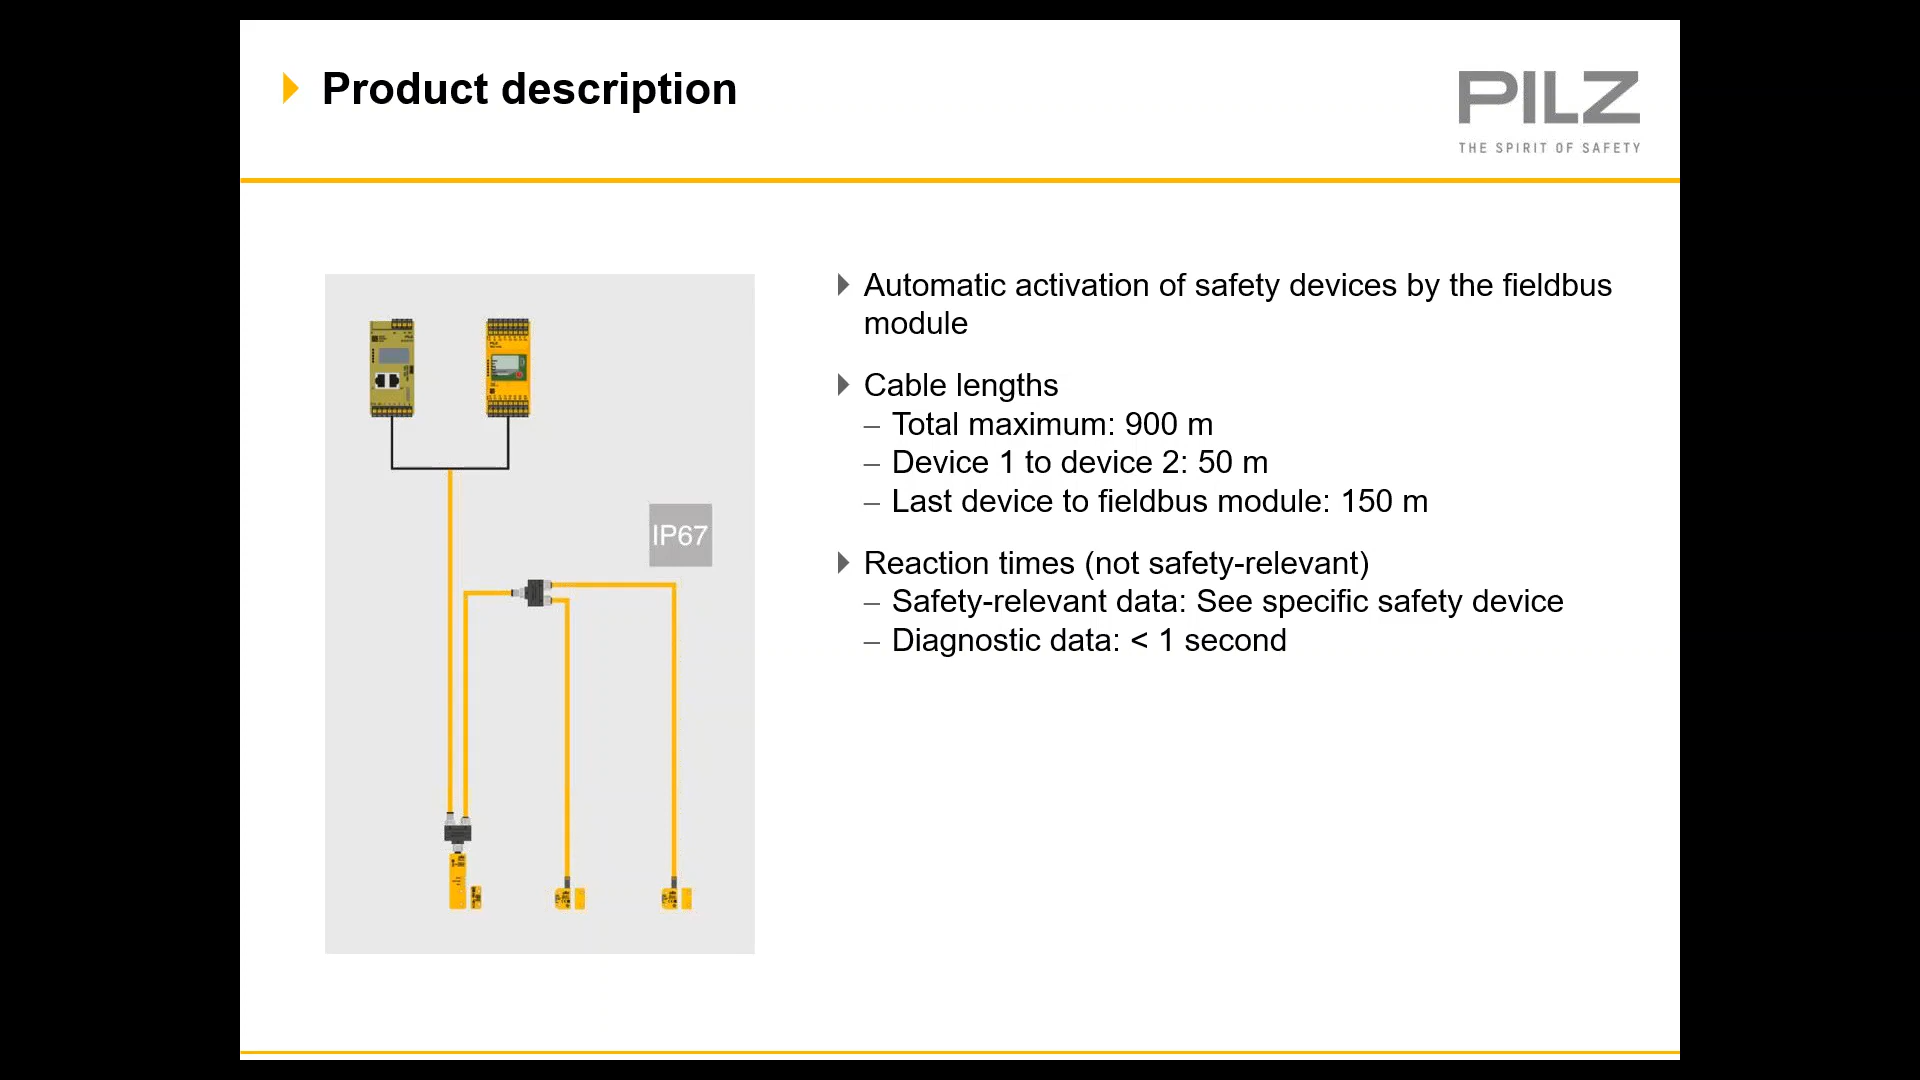 Product description
PILZ
THE SPIRIT OF SAFETY
Automatic activation of safety devices by the fieldbus
module
Cable lengths
– Total maximum: 900 m
– Device 1 to device 2: 50 m
– Last device to fieldbus module: 150 m
Reaction times (not safety-relevant)
– Safety-relevant data: See specific safety device
– Diagnostic data: < 1 second
IP67